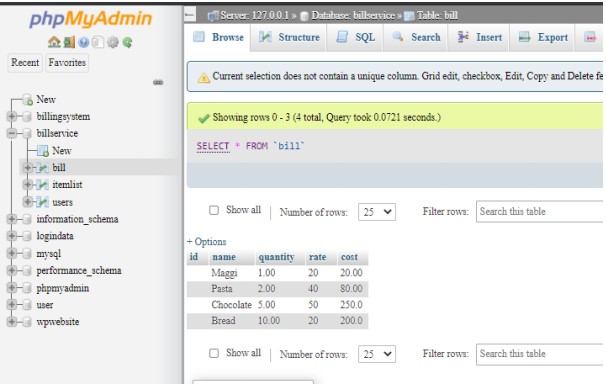 phpMyAdmin
Recent Favorites
New
billingsystem
billservice
New
bill
itemlist
users
information_schema
logindata
mysql
performance_schema
phpmyadmin
user
wpwebsite
Server: 127.0.0.1 » Database: billservice » Table: bill
Browse Structure SQL Search Insert Export
Current selection does not contain a unique column. Grid edit, checkbox, Edit, Copy and Delete fe
Showing rows 0 - 3 (4 total, Query took 0.0721 seconds.)
SELECT * FROM `bill`
Show all | Number of rows: 25 Filter rows: Search this table
+ Options
id name quantity rate cost
Maggi 1.00 20 20.00
Pasta 2.00 40 80.00
Chocolate 5.00 50 250.0
Bread 10.00 20 200.0
Show all | Number of rows: 25 Filter rows: Search this table